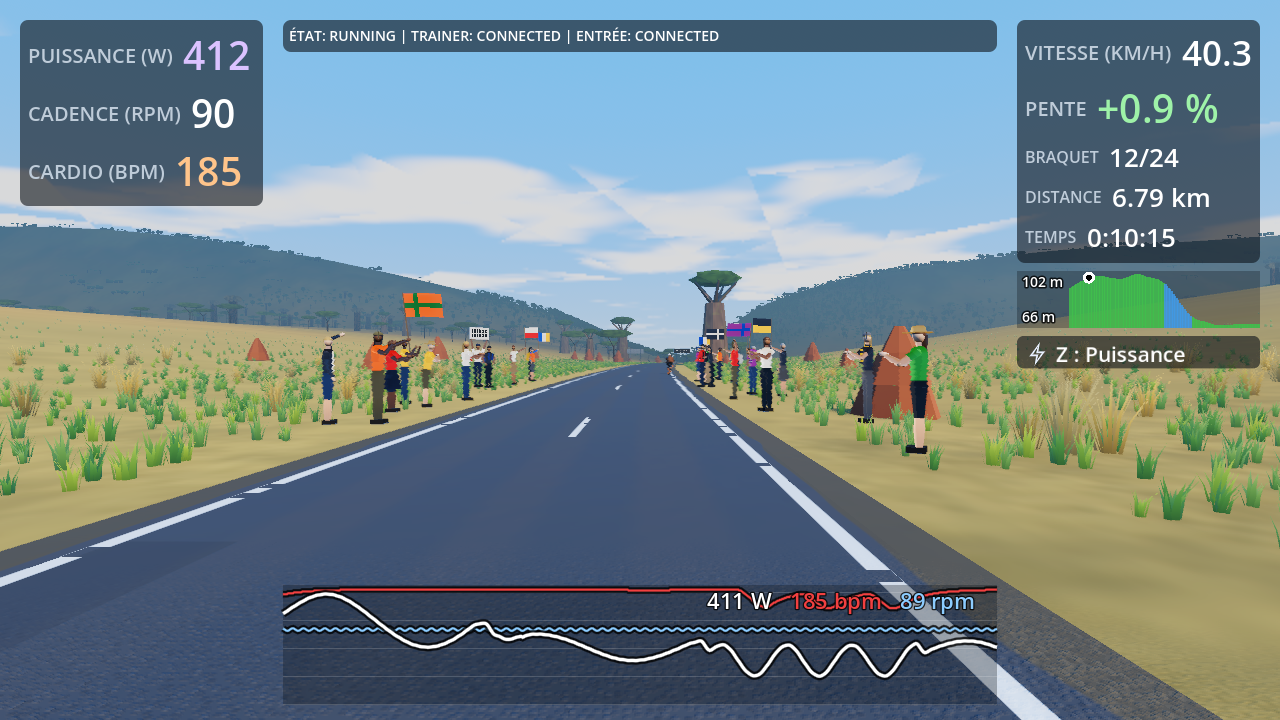 PUISSANCE (W) 412
CADENCE (RPM) 90
CARDIO (BPM) 185
ÉTAT: RUNNING | TRAINER: CONNECTED | ENTRÉE: CONNECTED
VITESSE (KM/H) 40.3
PENTE +0.9 %
BRAQUET 12/24
DISTANCE 6.79 km
TEMPS 0:10:15
102 m
66 m
Z : Puissance
411 W 185 bpm 89 rpm